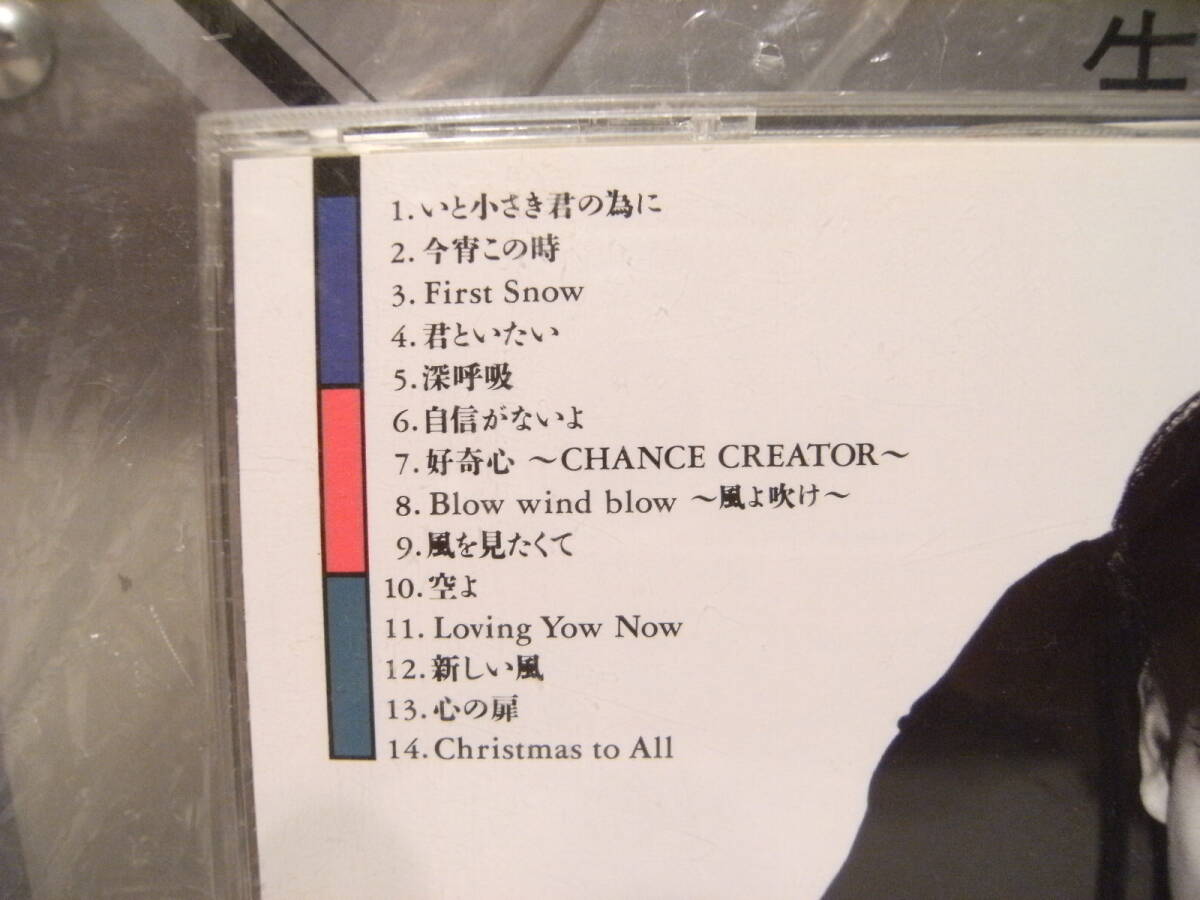 生
1. いと小さき君の為に
2. 今宵この時
3. First Snow
4. 君といたい
5. 深呼吸
6. 自信がないよ
7. 好奇心 〜CHANCE CREATOR〜
8. Blow wind blow 〜風よ吹け〜
9. 風を見たくて
10. 空よ
11. Loving Yow Now
12. 新しい風
13. 心の扉
14. Christmas to All